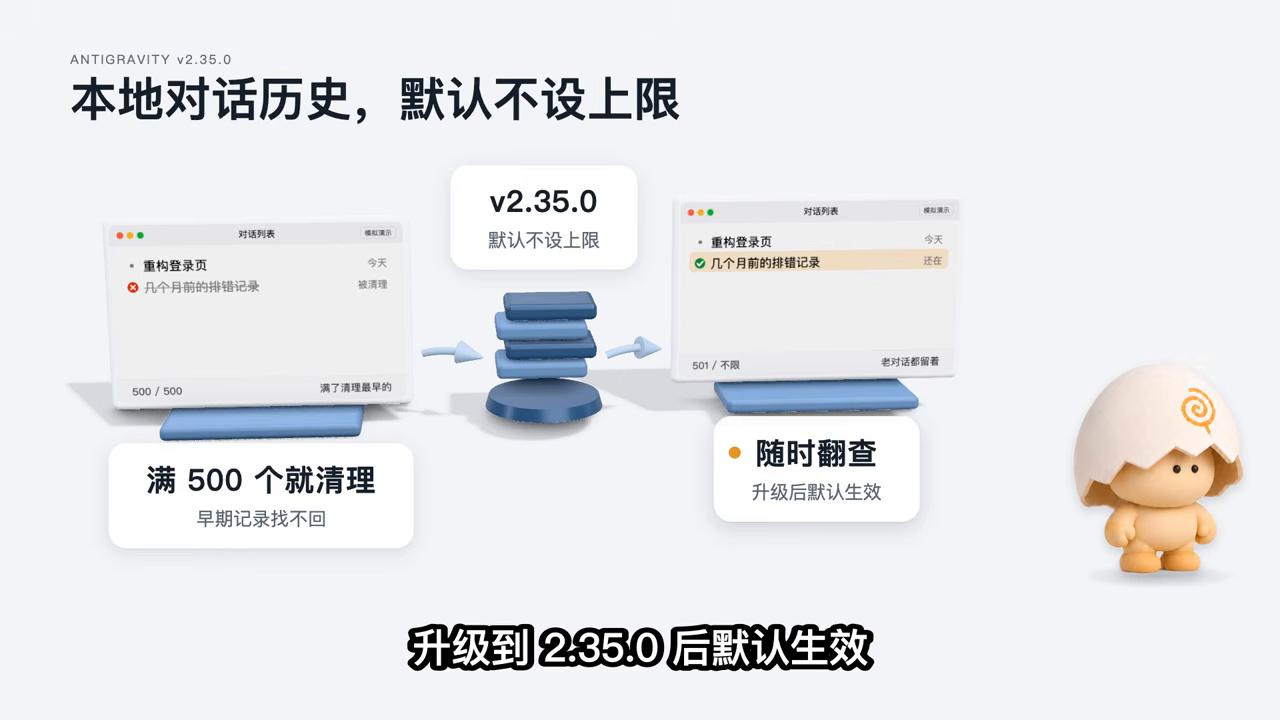 ANTIGRAVITY v2.35.0
本地对话历史，默认不设上限
v2.35.0
默认不设上限
对话列表
模拟演示
重构登录页
今天
几个月前的排错记录
被清理
500 / 500
满了清理最早的
满 500 个就清理
早期记录找不回
对话列表
模拟演示
重构登录页
今天
几个月前的排错记录
还在
501 / 不限
老对话都留着
随时翻查
升级后默认生效
升级到 2.35.0 后默认生效